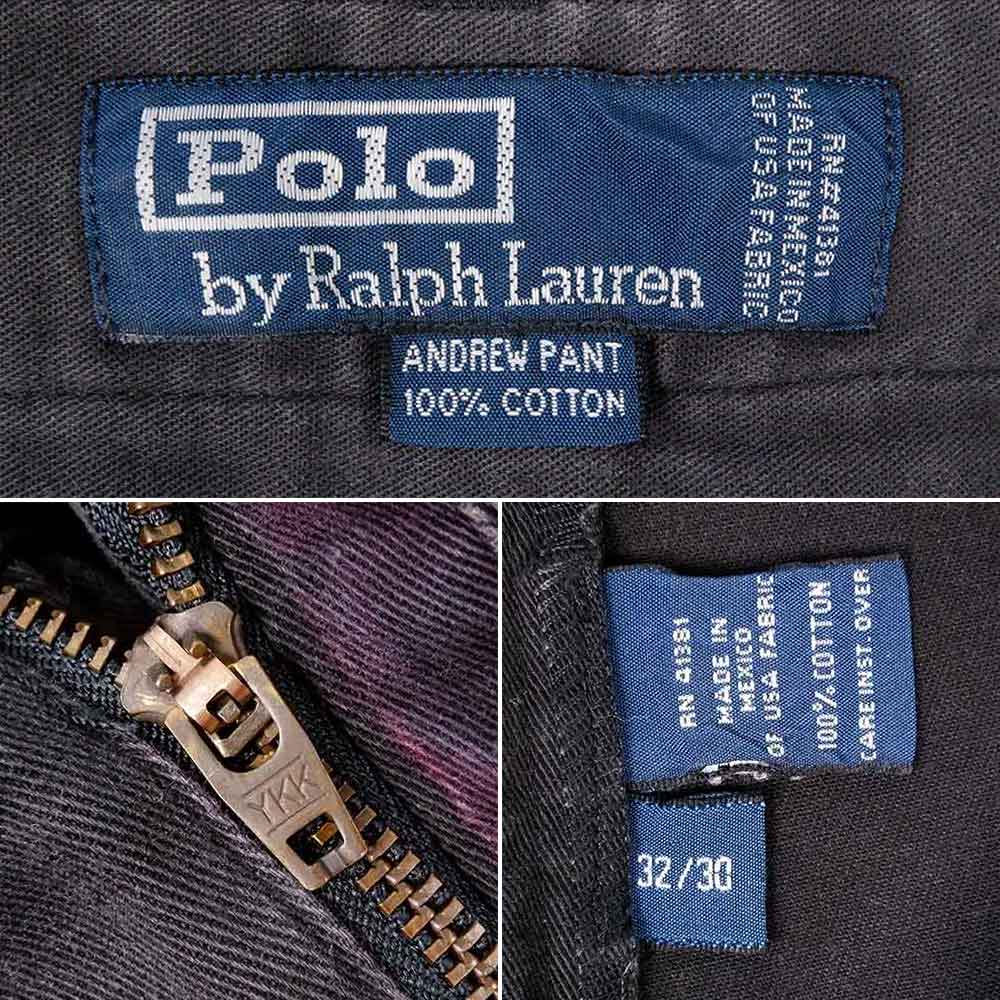 Polo
by Ralph Lauren
RN #41381
MADE IN MEXICO
OF USA FABRIC
ANDREW PANT
100% COTTON
YKK
RN 41381
MADE IN
MEXICO
OF USA FABRIC
100% COTTON
CARE INST OVER
32/30